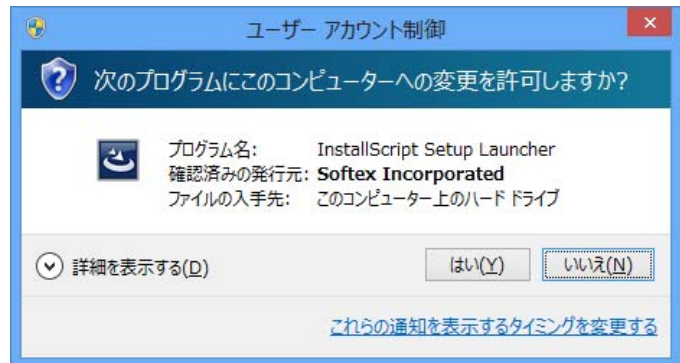 ユーザー アカウント制御
次のプログラムにこのコンピューターへの変更を許可しますか?
プログラム名: InstallScript Setup Launcher
確認済みの発行元: Softex Incorporated
ファイルの入手先: このコンピューター上のハード ドライブ
詳細を表示する(D) はい(Y) いいえ(N)
これらの通知を表示するタイミングを変更する